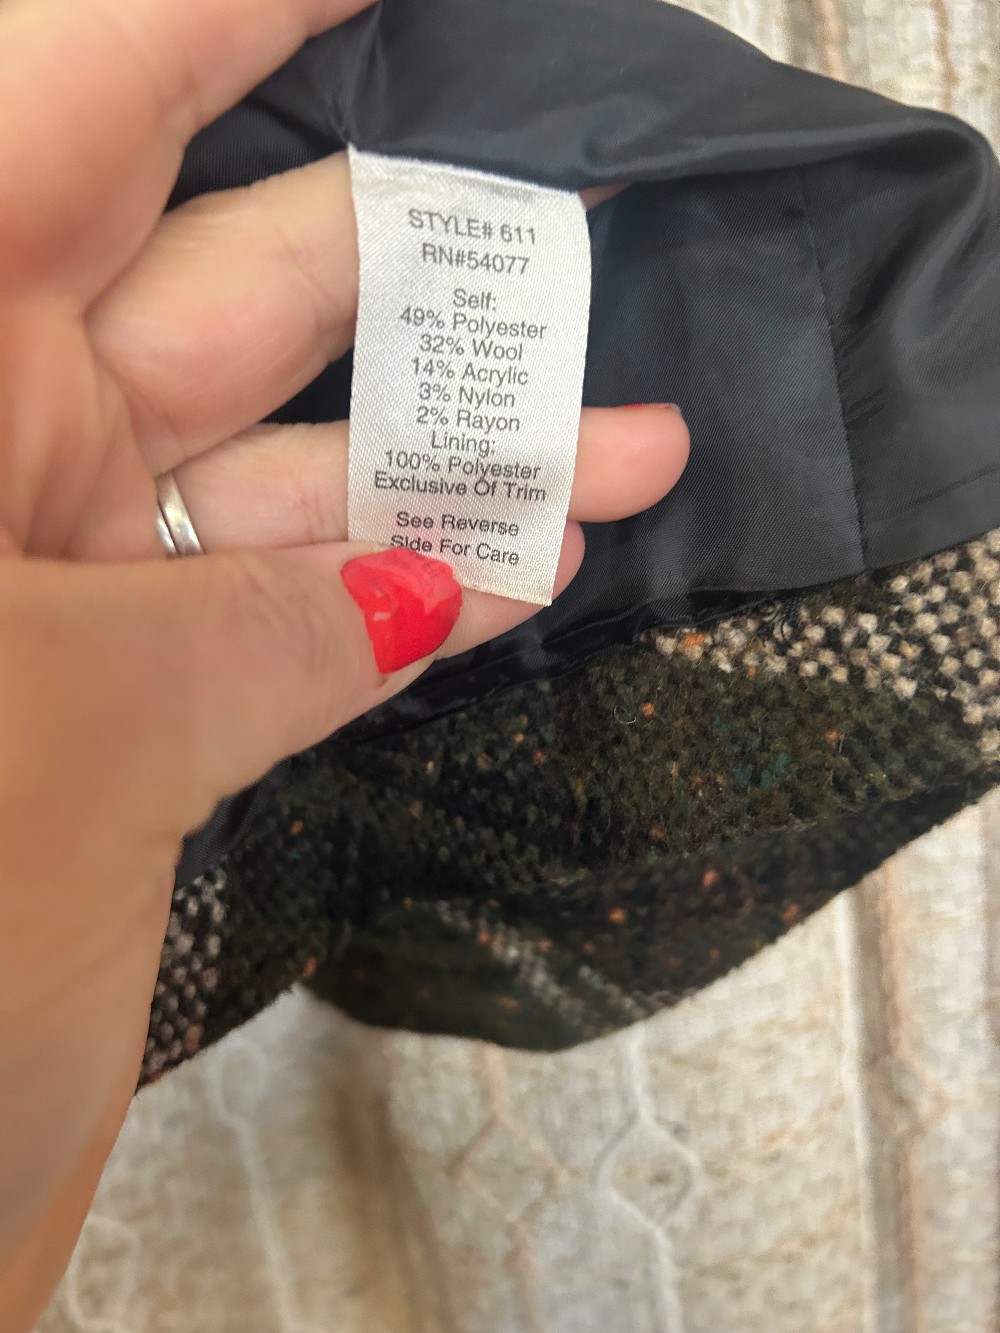 STYLE# 611
RN#54077
Self:
49% Polyester
32% Wool
14% Acrylic
3% Nylon
2% Rayon
Lining:
100% Polyester
Exclusive Of Trim
See Reverse
Side For Care